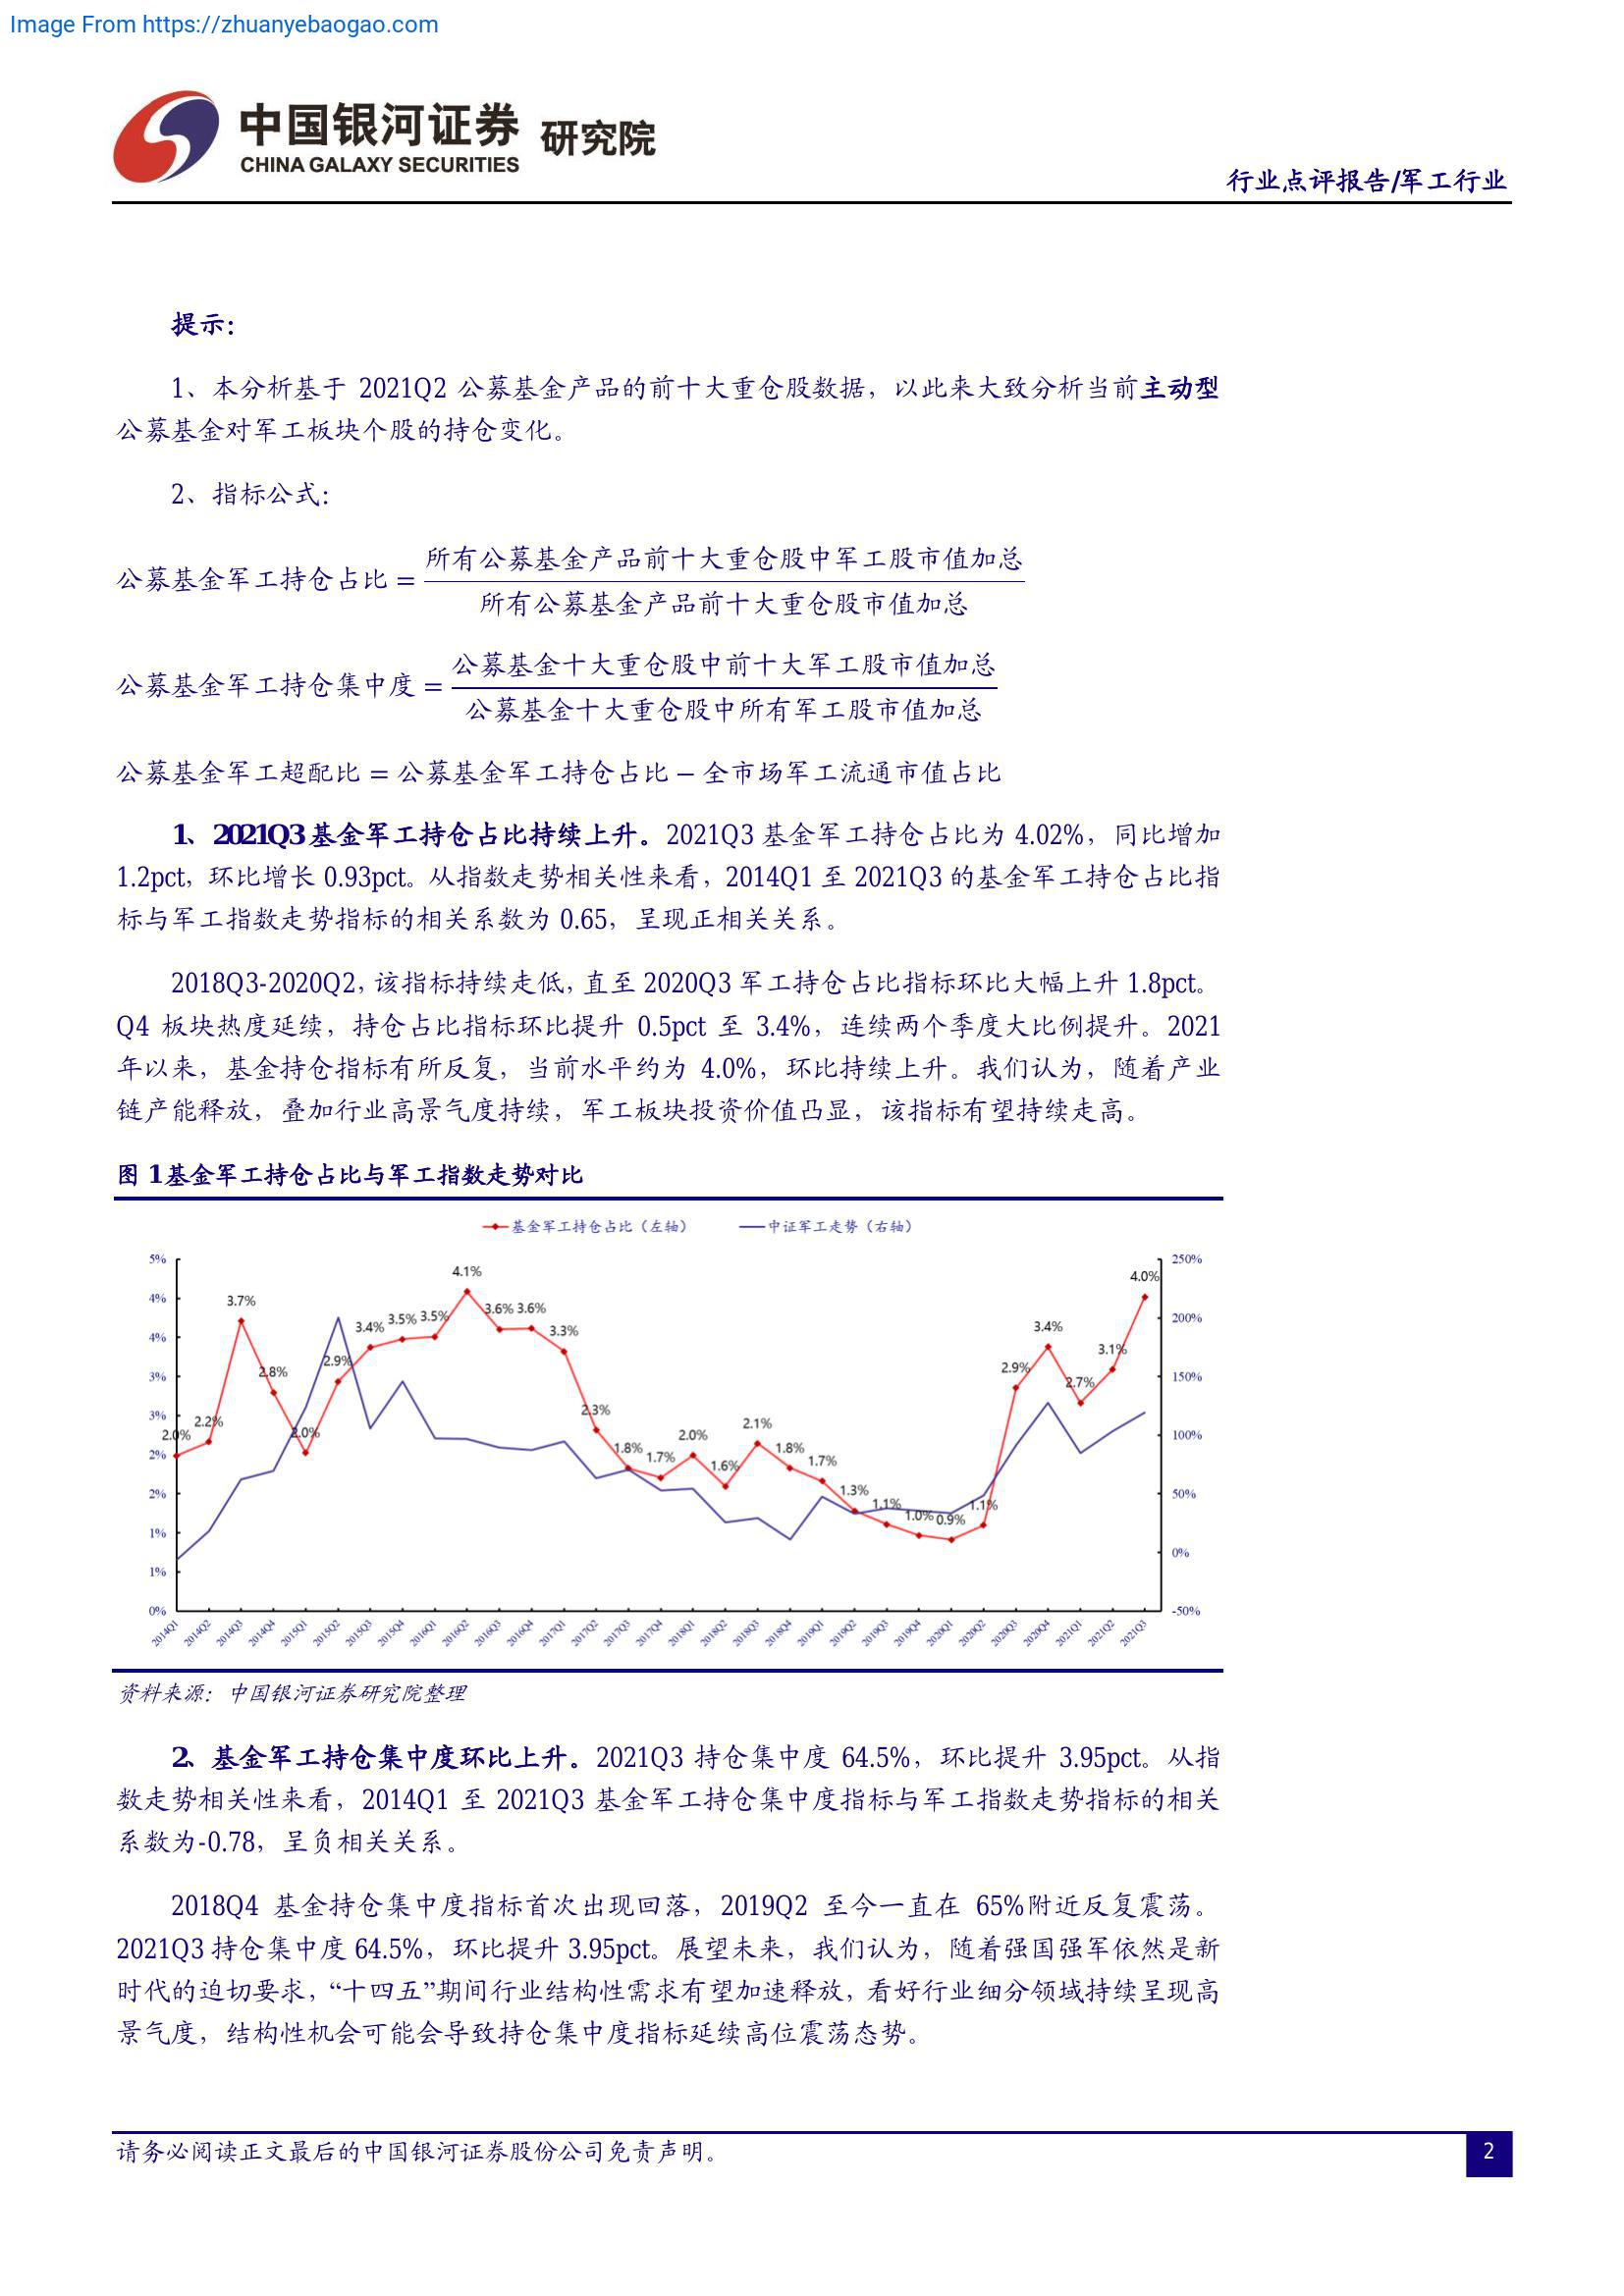 Image From https://zhuanyebaogao.com
中国银河证券 研究院
CHINA GALAXY SECURITIES
行业点评报告/军工行业
提示：
1、本分析基于 2021Q2 公募基金产品的前十大重仓股数据，以此来大致分析当前主动型
公募基金对军工板块个股的持仓变化。
2、指标公式：
公募基金军工持仓占比 = 所有公募基金产品前十大重仓股中军工股市值加总
所有公募基金产品前十大重仓股市值加总
公募基金军工持仓集中度 = 公募基金十大重仓股中前十大军工股市值加总
公募基金十大重仓股中所有军工股市值加总
公募基金军工超配比 = 公募基金军工持仓占比 − 全市场军工流通市值占比
1、2021Q3 基金军工持仓占比持续上升。2021Q3 基金军工持仓占比为 4.02%，同比增加
1.2pct，环比增长 0.93pct。从指数走势相关性来看，2014Q1 至 2021Q3 的基金军工持仓占比指
标与军工指数走势指标的相关系数为 0.65，呈现正相关关系。
2018Q3-2020Q2，该指标持续走低，直至 2020Q3 军工持仓占比指标环比大幅上升 1.8pct。
Q4 板块热度延续，持仓占比指标环比提升 0.5pct 至 3.4%，连续两个季度大比例提升。2021
年以来，基金持仓指标有所反复，当前水平约为 4.0%，环比持续上升。我们认为，随着产业
链产能释放，叠加行业高景气度持续，军工板块投资价值凸显，该指标有望持续走高。
图 1基金军工持仓占比与军工指数走势对比
基金军工持仓占比（左轴） 中证军工走势（右轴）
5% 4% 4% 3% 3% 2% 2% 1% 1% 0%
2.0% 2.2% 3.7% 2.8% 2.0% 2.9% 3.4% 3.5% 3.5% 4.1% 3.6% 3.6% 3.3% 2.3% 1.8% 1.7% 2.0% 1.6% 2.1% 1.8% 1.7% 1.3% 1.1% 1.0% 0.9% 1.1% 2.9% 3.4% 2.7% 3.1% 4.0%
250% 200% 150% 100% 50% 0% -50%
2014Q1 2014Q2 2014Q3 2014Q4 2015Q1 2015Q2 2015Q3 2015Q4 2016Q1 2016Q2 2016Q3 2016Q4 2017Q1 2017Q2 2017Q3 2017Q4 2018Q1 2018Q2 2018Q3 2018Q4 2019Q1 2019Q2 2019Q3 2019Q4 2020Q1 2020Q2 2020Q3 2020Q4 2021Q1 2021Q2 2021Q3
资料来源：中国银河证券研究院整理
2、基金军工持仓集中度环比上升。2021Q3 持仓集中度 64.5%，环比提升 3.95pct。从指
数走势相关性来看，2014Q1 至 2021Q3 基金军工持仓集中度指标与军工指数走势指标的相关
系数为-0.78，呈负相关关系。
2018Q4 基金持仓集中度指标首次出现回落，2019Q2 至今一直在 65%附近反复震荡。
2021Q3 持仓集中度 64.5%，环比提升 3.95pct。展望未来，我们认为，随着强国强军依然是新
时代的迫切要求，“十四五”期间行业结构性需求有望加速释放，看好行业细分领域持续呈现高
景气度，结构性机会可能会导致持仓集中度指标延续高位震荡态势。
请务必阅读正文最后的中国银河证券股份公司免责声明。
2